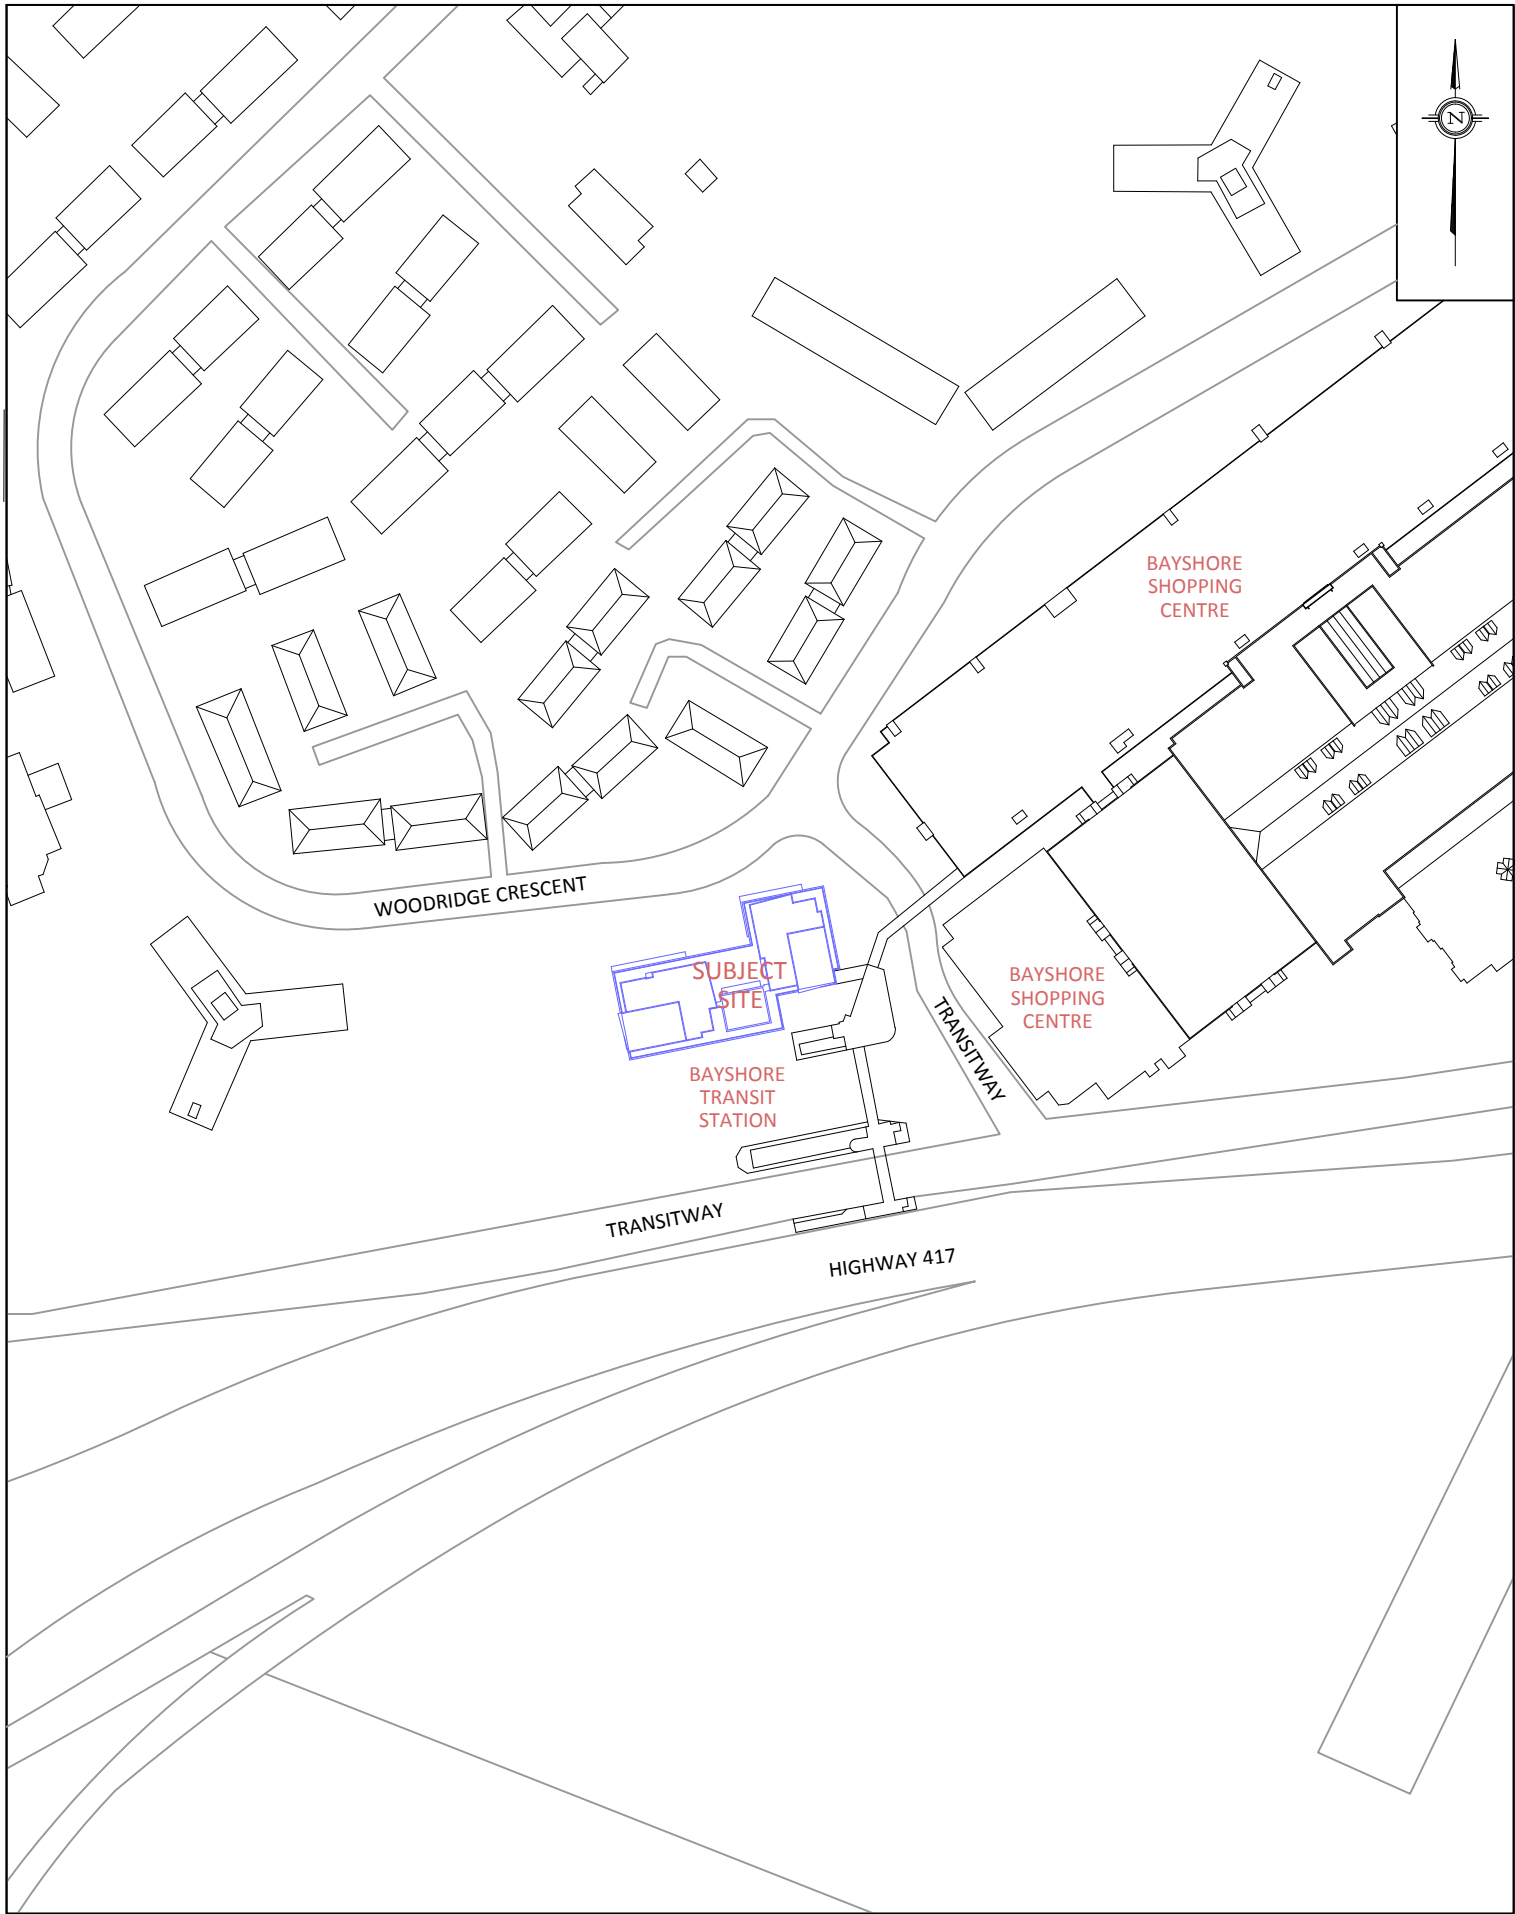 N
BAYSHORE
SHOPPING
CENTRE
WOODRIDGE CRESCENT
SUBJECT
SITE
BAYSHORE
SHOPPING
CENTRE
TRANSITWAY
BAYSHORE
TRANSIT
STATION
TRANSITWAY
HIGHWAY 417